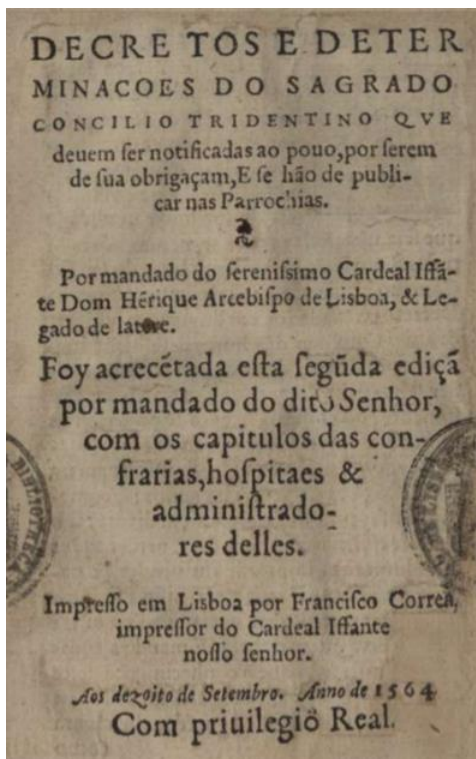 DECRE TOS E DETER
MINACOES DO SAGRADO
CONCILIO TRIDENTINO QVE
deuem ſer notificadas ao pouo, por ſerem
de ſua obrigaçam, E ſe hão de publi-
car nas Parrochias.
Por mandado do ſereniſsimo Cardeal Iffã-
te Dom Hẽrique Arcebiſpo de Lisboa, & Le-
gado de latere.
Foy acrecẽtada eſta ſegũda ediçã
por mandado do dito Senhor,
com os capitulos das con-
frarias, hoſpitaes &
adminiſtrado-
res delles.
Impreſſo em Lisboa por Franciſco Correa,
impreſſor do Cardeal Iffante
noſſo ſenhor.
Aos dezoito de Setembro. Anno de 1564
Com priuilegiõ Real.
BIBLIOTHECA